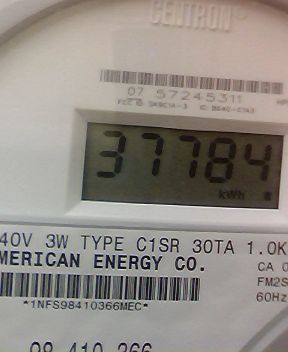 CENTRON®
07 57245311
37784
kWh
40V 3W TYPE C1SR 30TA 1.0K
MERICAN ENERGY CO.
CA 0
FM2S
60Hz
*1NFS98410366MEC*
98 410 366